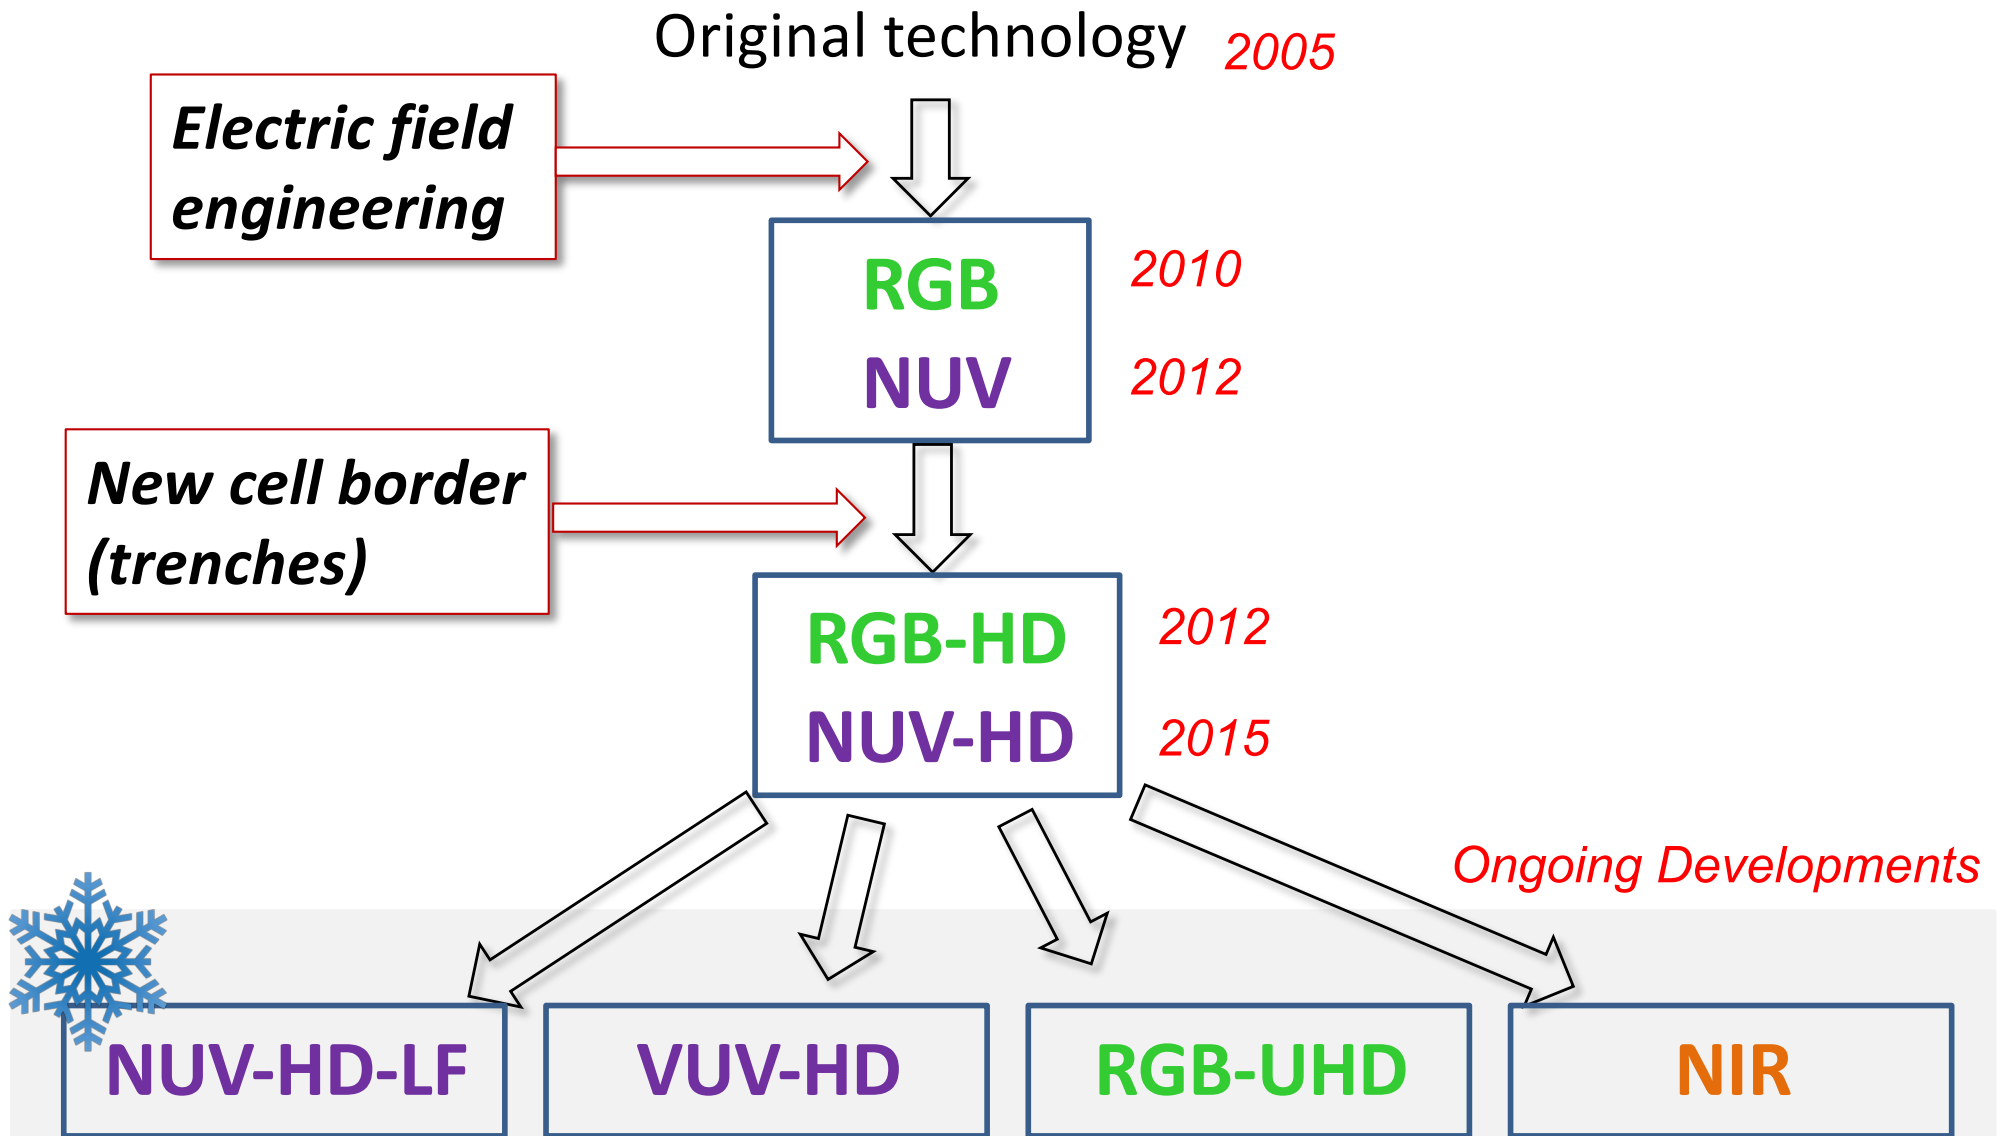 Original technology 2005
Electric field
engineering
RGB 2010
NUV 2012
New cell border
(trenches)
RGB-HD 2012
NUV-HD 2015
Ongoing Developments
NUV-HD-LF
VUV-HD
RGB-UHD
NIR